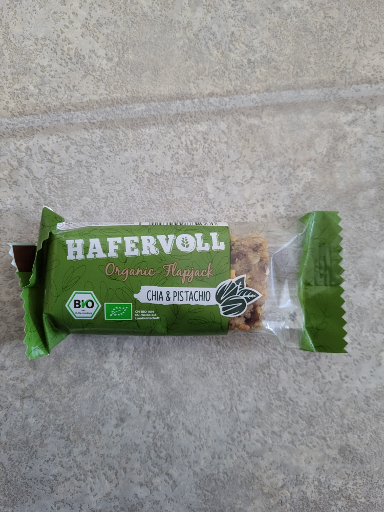 HAFERVOLL
Organic-Flapjack
CHIA & PISTACHIO
BIO